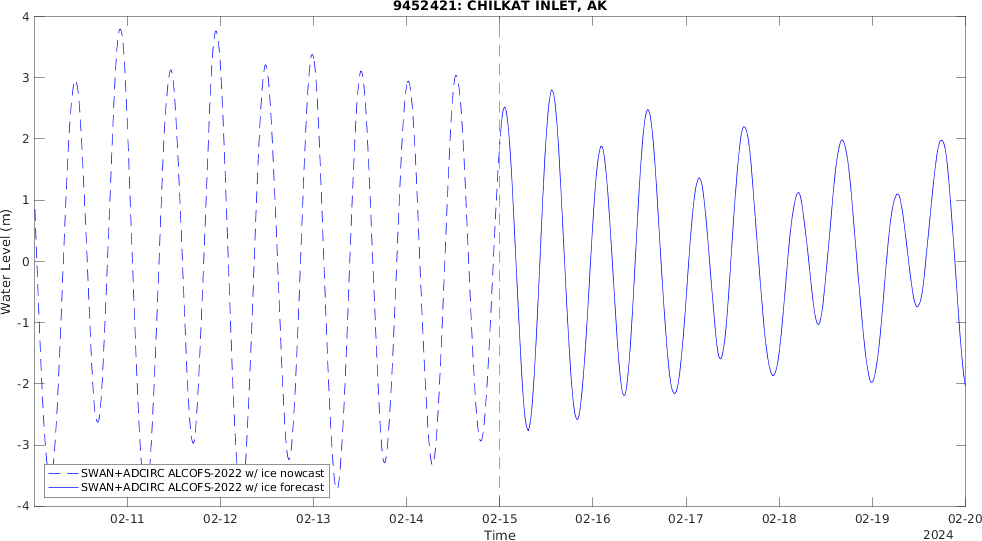 9452421: CHILKAT INLET, AK
Water Level (m)
4
3
2
1
0
-1
-2
-3
-4
SWAN+ADCIRC ALCOFS-2022 w/ ice nowcast
SWAN+ADCIRC ALCOFS-2022 w/ ice forecast
02-11 02-12 02-13 02-14 02-15 02-16 02-17 02-18 02-19 02-20
Time
2024